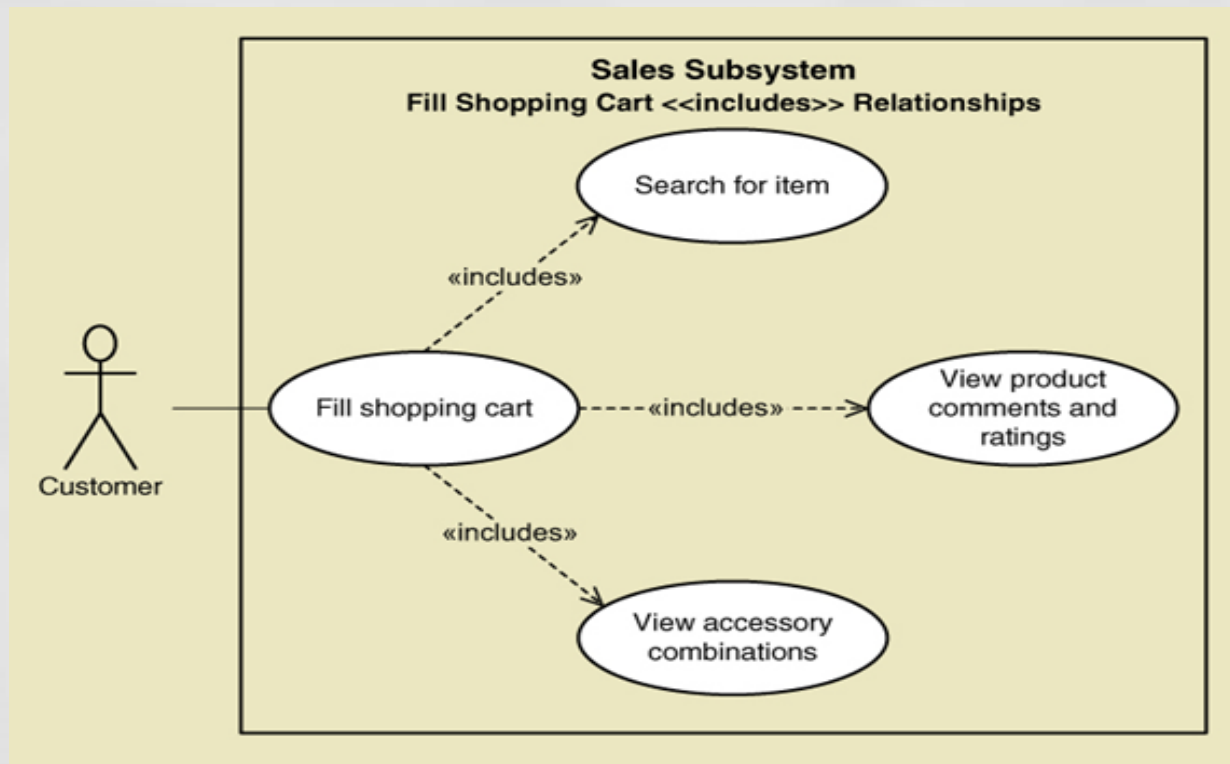 Sales Subsystem
Fill Shopping Cart <<includes>> Relationships
Search for item
«includes»
Fill shopping cart
«includes»
View product
comments and
ratings
Customer
«includes»
View accessory
combinations